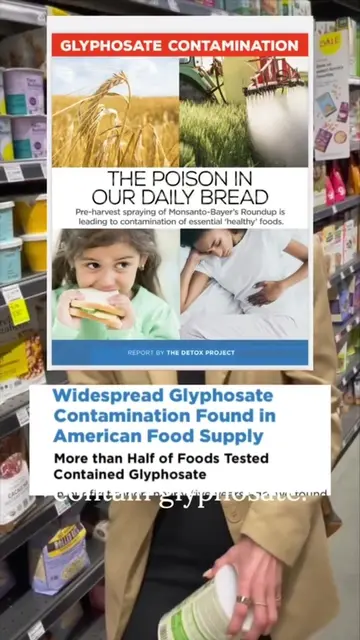 GLYPHOSATE CONTAMINATION
THE POISON IN
OUR DAILY BREAD
Pre-harvest spraying of Monsanto-Bayer's Roundup is
leading to contamination of essential 'healthy' foods.
REPORT BY THE DETOX PROJECT
Widespread Glyphosate
Contamination Found in
American Food Supply
More than Half of Foods Tested
Contained Glyphosate
glyphosate.